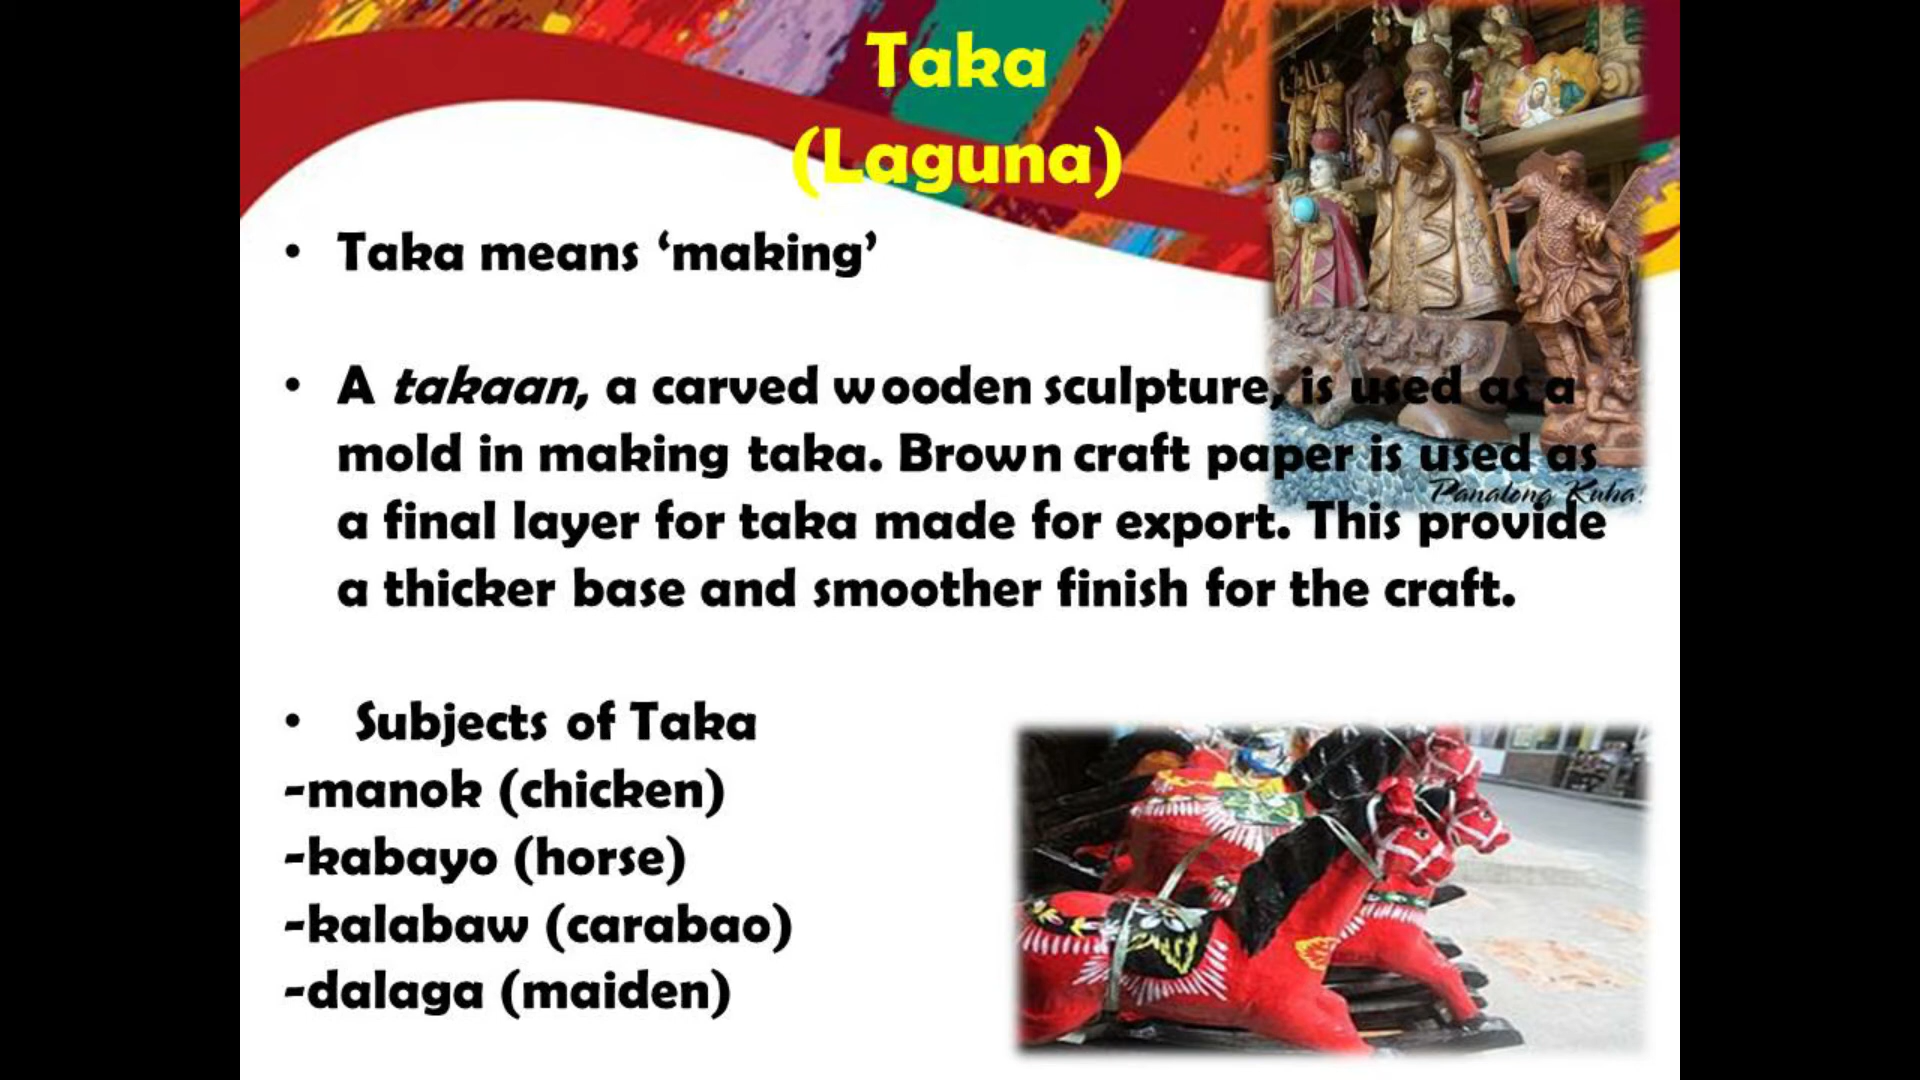 Taka
(Laguna)
• Taka means ‘making’
• A takaan, a carved wooden sculpture, is used as a
mold in making taka. Brown craft paper is used as
a final layer for taka made for export. This provide
a thicker base and smoother finish for the craft.
Panalong Kuha!
• Subjects of Taka
-manok (chicken)
-kabayo (horse)
-kalabaw (carabao)
-dalaga (maiden)